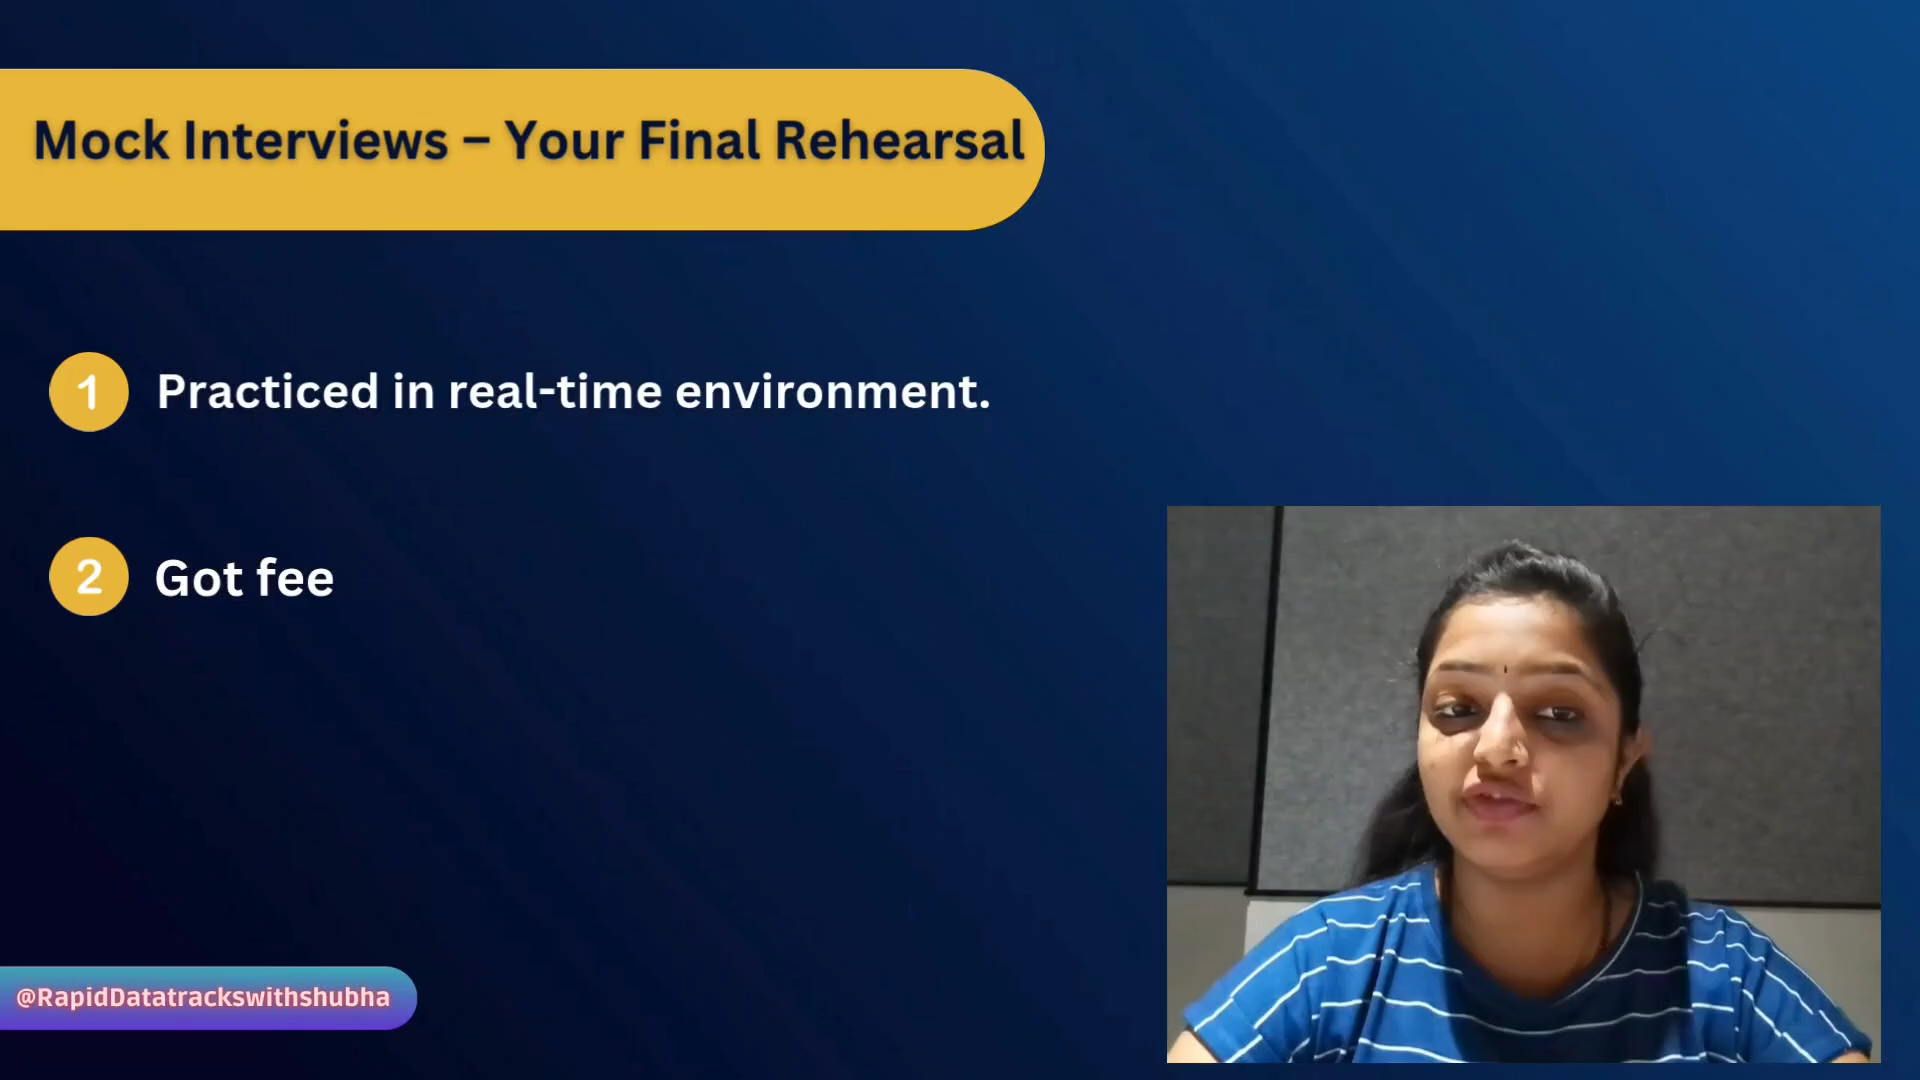 Mock Interviews – Your Final Rehearsal
1 Practiced in real-time environment.
2 Got fee
@RapidDatatrackswithshubha